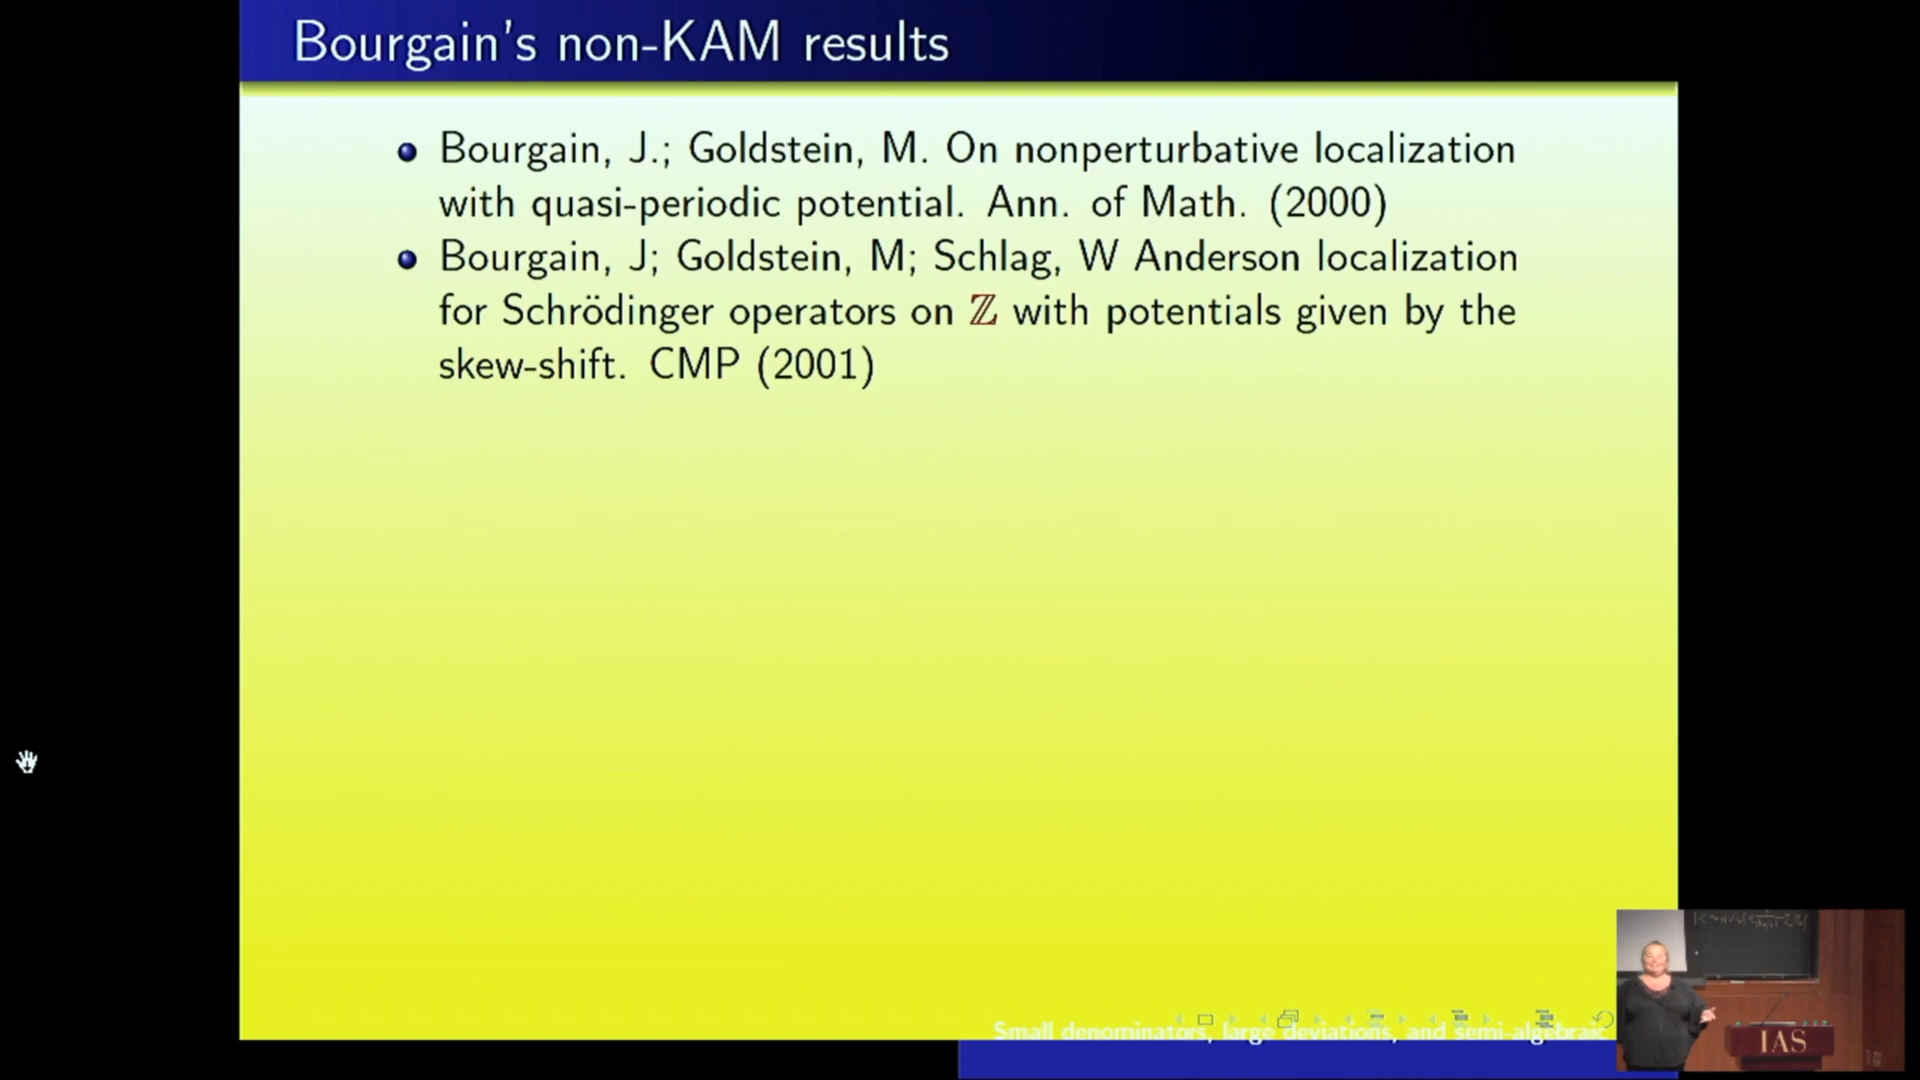 Bourgain's non-KAM results
Bourgain, J.; Goldstein, M. On nonperturbative localization
with quasi-periodic potential. Ann. of Math. (2000)
Bourgain, J; Goldstein, M; Schlag, W Anderson localization
for Schrödinger operators on ℤ with potentials given by the
skew-shift. CMP (2001)
Small denominators, large deviations, and semi-algebraic
IAS